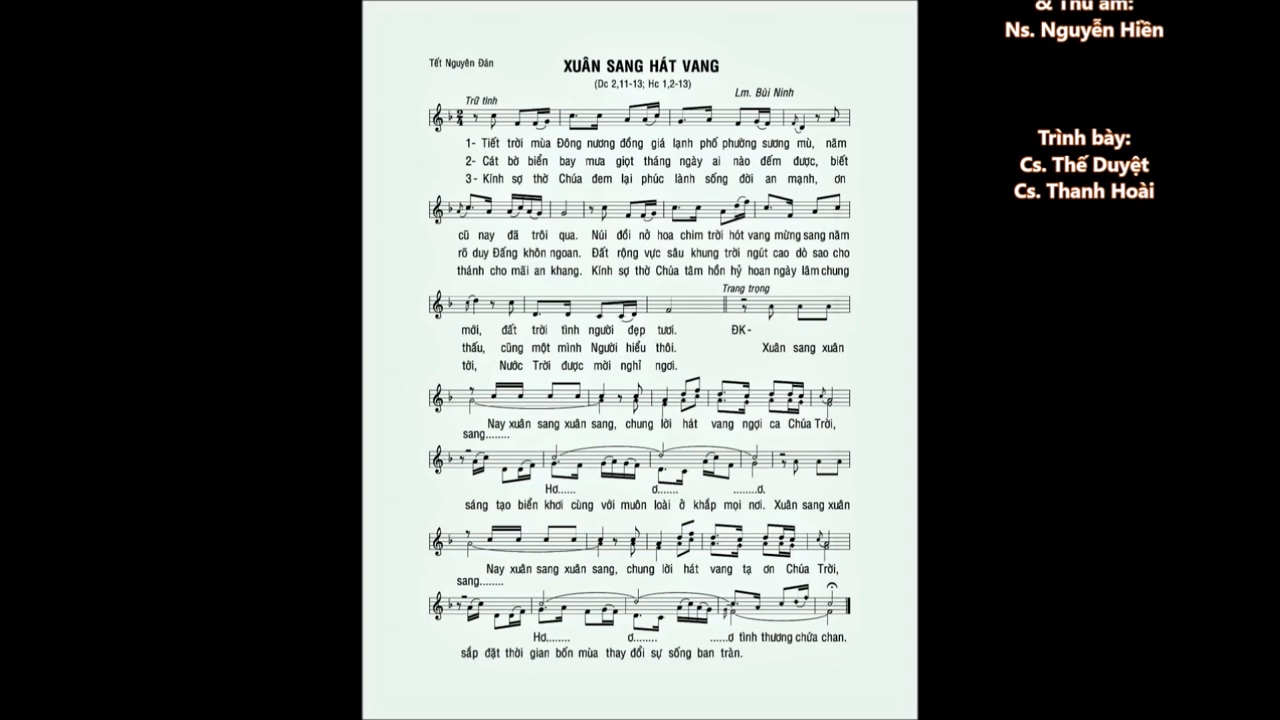 & Thu âm:
Ns. Nguyễn Hiền
Trình bày:
Cs. Thế Duyệt
Cs. Thanh Hoài
Tết Nguyên Đán
XUÂN SANG HÁT VANG
(Dc 2,11-13; Hc 1,2-13)
Lm. Bùi Ninh
Trữ tình
1- Tiết trời mùa Đông nương đồng giá lạnh phố phường sương mù, năm
2- Cát bờ biển bay mưa giọt tháng ngày ai nào đếm được, biết
3- Kính sợ thờ Chúa đem lại phúc lành sống đời an mạnh, ơn
cũ nay đã trôi qua. Núi đồi nở hoa chim trời hót vang mừng sang năm
rõ duy Đấng khôn ngoan. Đất rộng vực sâu khung trời ngút cao dò sao cho
thánh cho mãi an khang. Kính sợ thờ Chúa tâm hồn hỷ hoan ngày lâm chung
Trang trọng
mới, đất trời tình người đẹp tươi. ĐK-
thấu, cũng một mình Người hiểu thôi. Xuân sang xuân
tới, Nước Trời được mời nghỉ ngơi.
Nay xuân sang xuân sang, chung lời hát vang ngợi ca Chúa Trời,
sang........
Hơ...... ơ....... ........ơ.
sáng tạo biển khơi cùng với muôn loài ở khắp mọi nơi. Xuân sang xuân
Nay xuân sang xuân sang, chung lời hát vang tạ ơn Chúa Trời,
sang........
Hơ........ ơ........ ......ơ tình thương chứa chan.
sắp đặt thời gian bốn mùa thay đổi sự sống ban tràn.